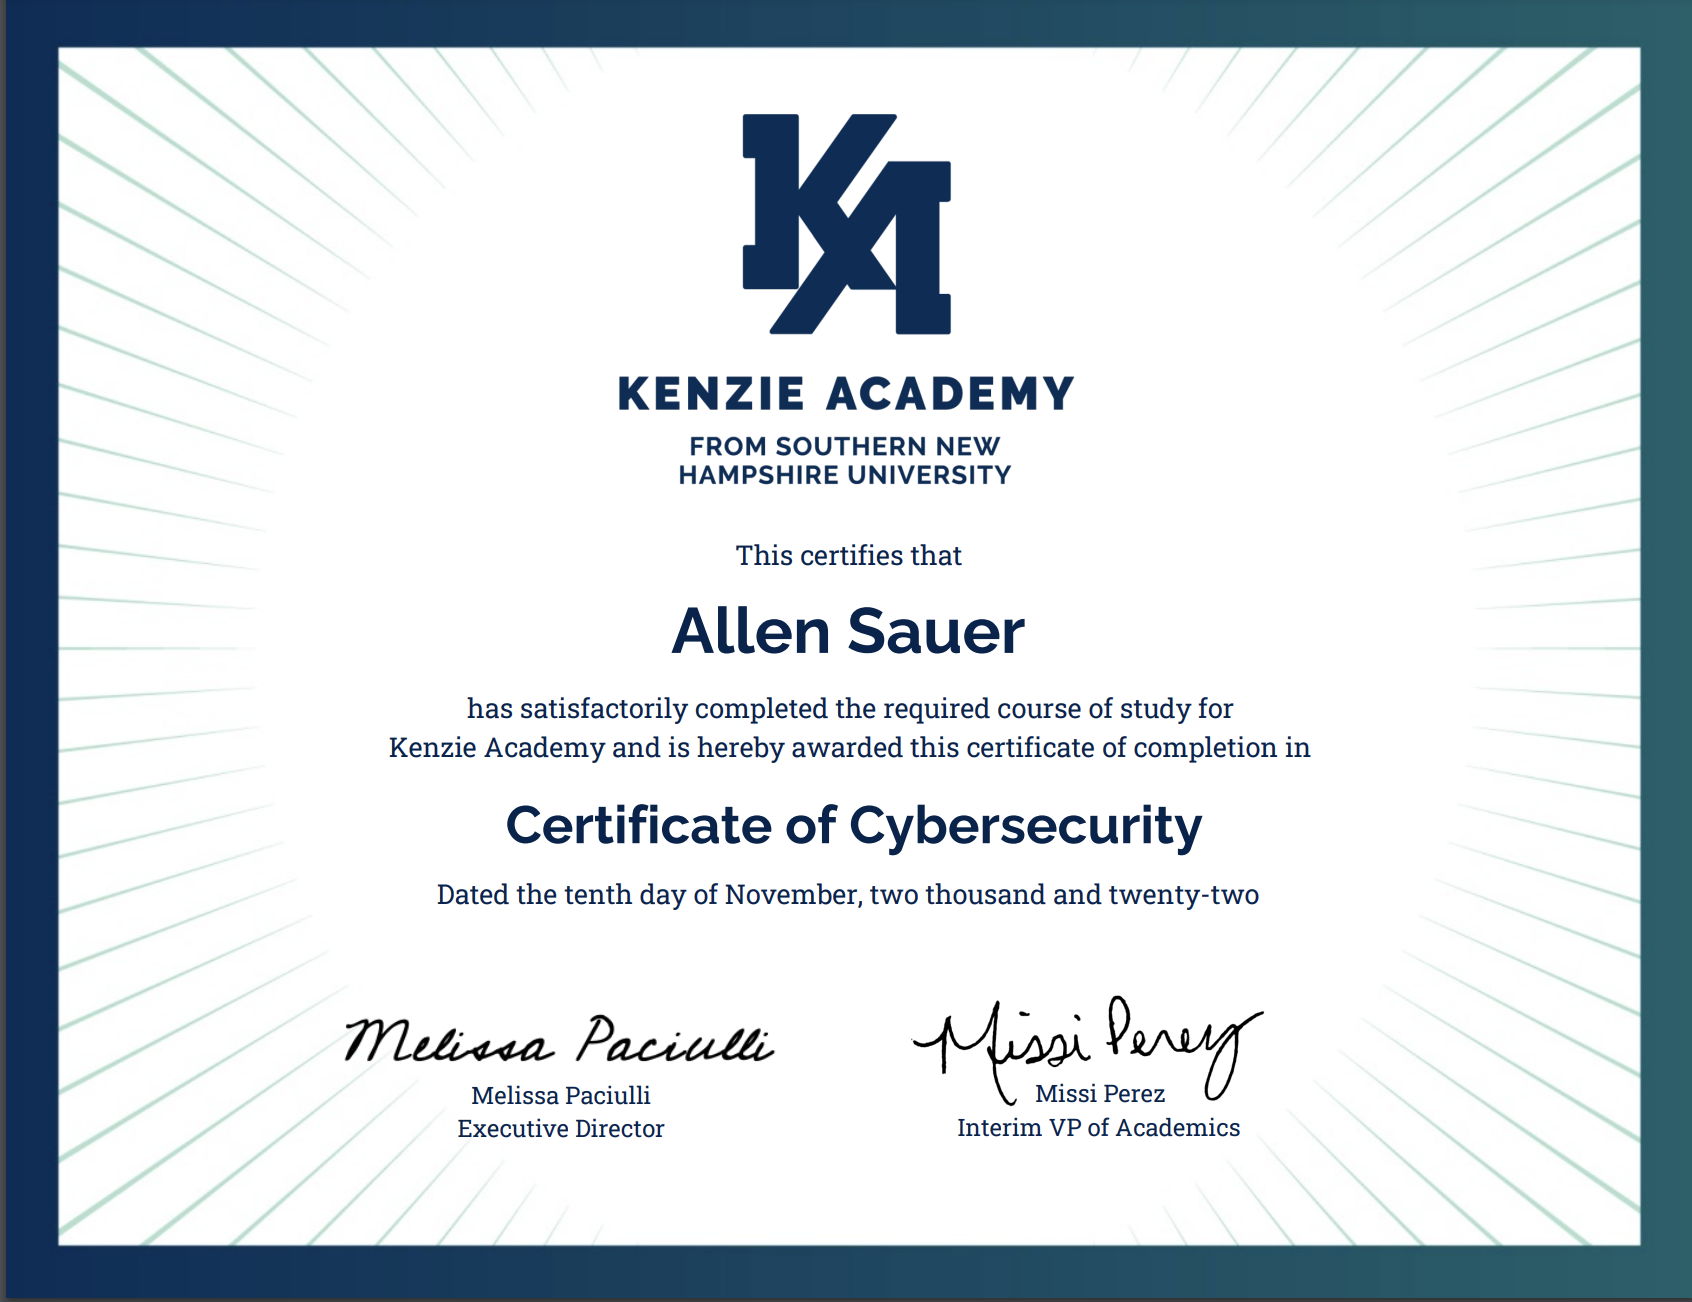 KA
KENZIE ACADEMY
FROM SOUTHERN NEW
HAMPSHIRE UNIVERSITY
This certifies that
Allen Sauer
has satisfactorily completed the required course of study for
Kenzie Academy and is hereby awarded this certificate of completion in
Certificate of Cybersecurity
Dated the tenth day of November, two thousand and twenty-two
Melissa Paciulli
Missi Perez
Melissa Paciulli
Missi Perez
Executive Director
Interim VP of Academics